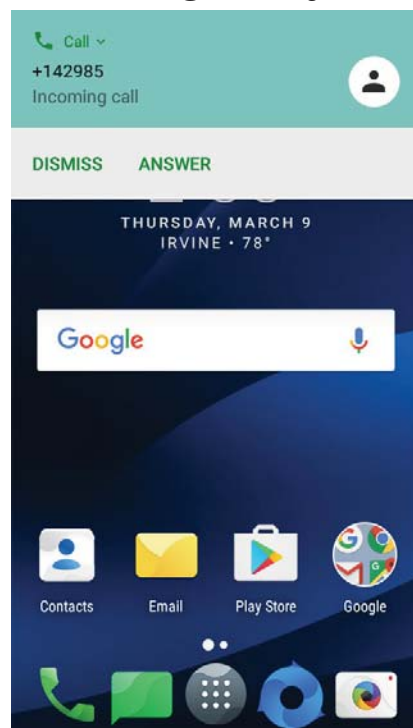 Call
+142985
Incoming call
DISMISS ANSWER
THURSDAY, MARCH 9
IRVINE • 78°
Google
Contacts Email Play Store Google